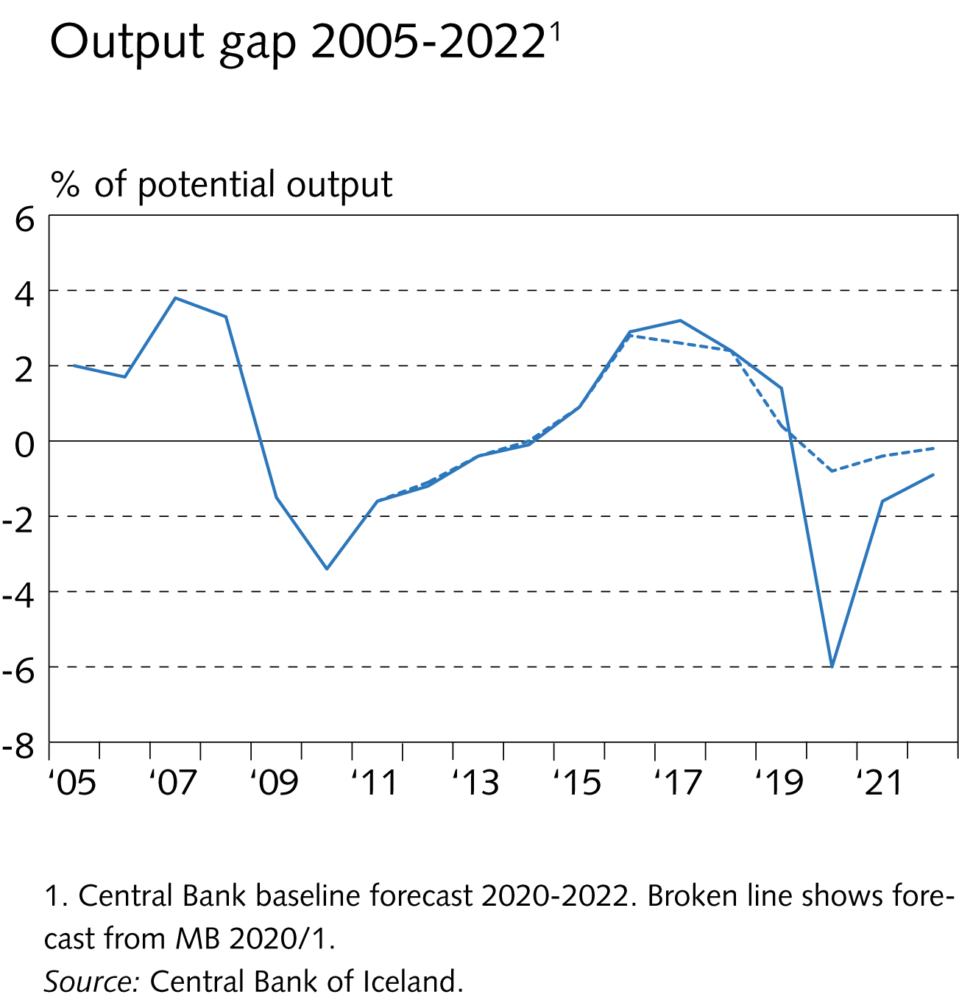 Output gap 2005-2022¹
% of potential output
6
4
2
0
-2
-4
-6
-8
‘05 ‘07 ‘09 ‘11 ‘13 ‘15 ‘17 ‘19 ‘21
1. Central Bank baseline forecast 2020-2022. Broken line shows fore-
cast from MB 2020/1.
Source: Central Bank of Iceland.